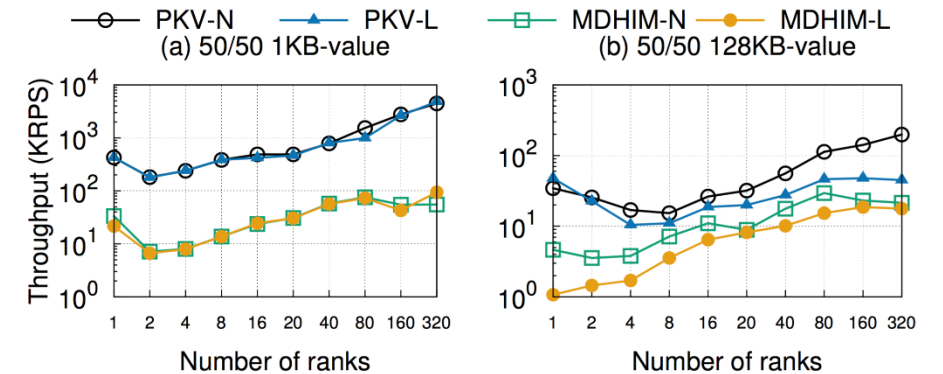 PKV-N PKV-L MDHIM-N MDHIM-L
(a) 50/50 1KB-value
(b) 50/50 128KB-value
Throughput (KRPS)
10^4
10^3
10^2
10^1
10^0
1 2 4 8 16 20 40 80 160 320
Number of ranks
10^3
10^2
10^1
10^0
1 2 4 8 16 20 40 80 160 320
Number of ranks